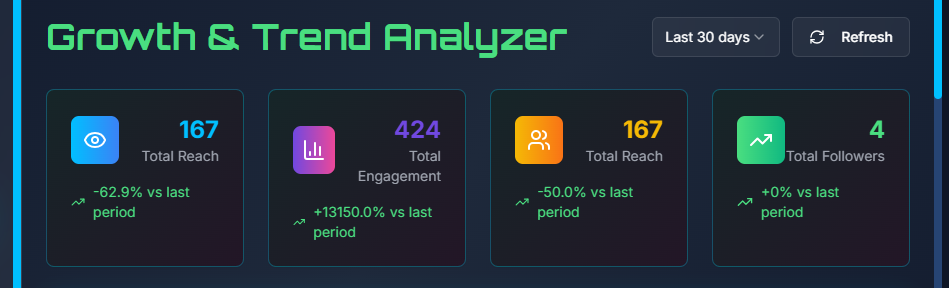 Growth & Trend Analyzer
Last 30 days
Refresh
167
Total Reach
-62.9% vs last
period
424
Total
Engagement
+13150.0% vs last
period
167
Total Reach
-50.0% vs last
period
4
Total Followers
+0% vs last
period